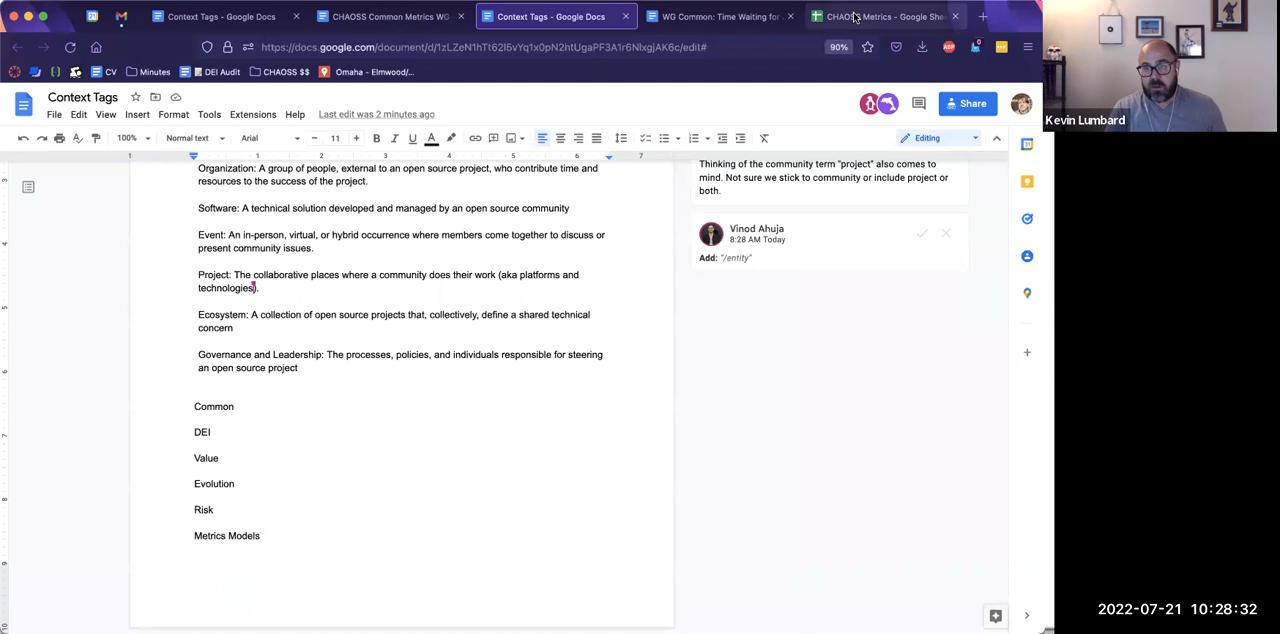 Context Tags - Google Docs
CHAOSS Common Metrics WG
Context Tags - Google Docs
WG Common: Time Waiting for
CHAOSS Metrics - Google She
https://docs.google.com/document/d/1zLZeN1hTt62I5vYq1x0pN2htUgaPF3A1r6NlxgjAK6c/edit#
90%
CV
Minutes
DEI Audit
CHAOSS $$
Omaha - Elmwood/...
Kevin Lumbard
Context Tags
File Edit View Insert Format Tools Extensions Help
Last edit was 2 minutes ago
Share
100% Normal text Arial 11
Editing
Organization: A group of people, external to an open source project, who contribute time and
resources to the success of the project.
Software: A technical solution developed and managed by an open source community
Event: An in-person, virtual, or hybrid occurrence where members come together to discuss or
present community issues.
Project: The collaborative places where a community does their work (aka platforms and
technologies).
Ecosystem: A collection of open source projects that, collectively, define a shared technical
concern
Governance and Leadership: The processes, policies, and individuals responsible for steering
an open source project
Common
DEI
Value
Evolution
Risk
Metrics Models
Thinking of the community term "project" also comes to
mind. Not sure we stick to community or include project or
both.
Vinod Ahuja
8:28 AM Today
Add: "/entity"
2022-07-21 10:28:32